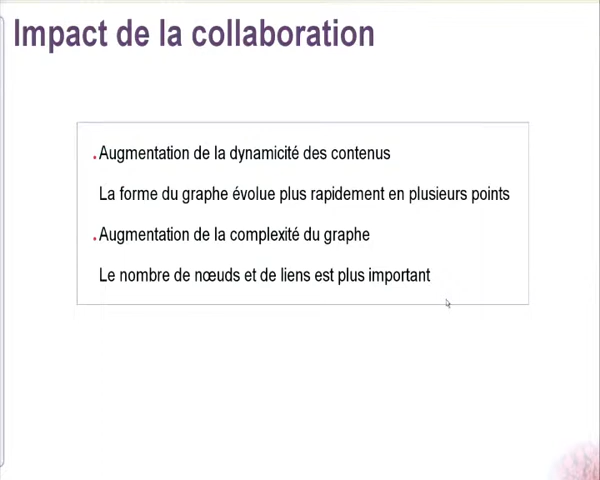 Impact de la collaboration
Augmentation de la dynamicité des contenus
La forme du graphe évolue plus rapidement en plusieurs points
Augmentation de la complexité du graphe
Le nombre de nœuds et de liens est plus important